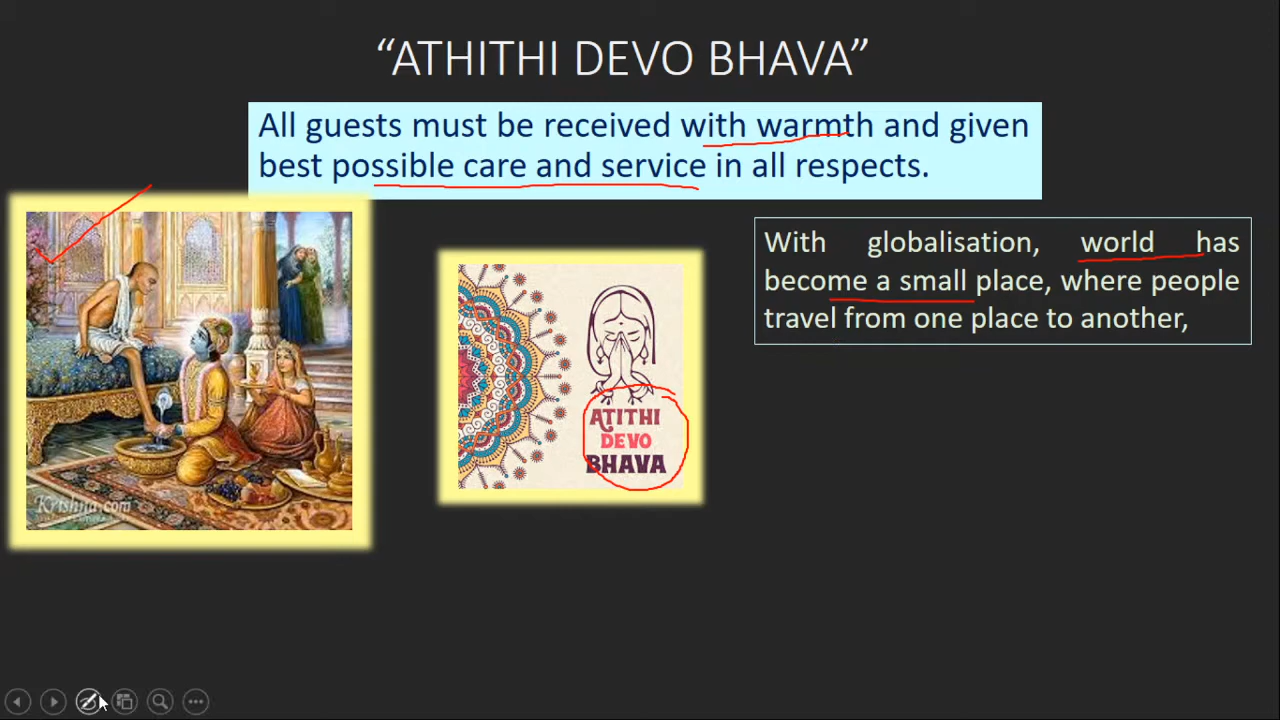 “ATHITHI DEVO BHAVA”
All guests must be received with warmth and given
best possible care and service in all respects.
With globalisation, world has
become a small place, where people
travel from one place to another,
ATITHI
DEVO
BHAVA
Krishna.com